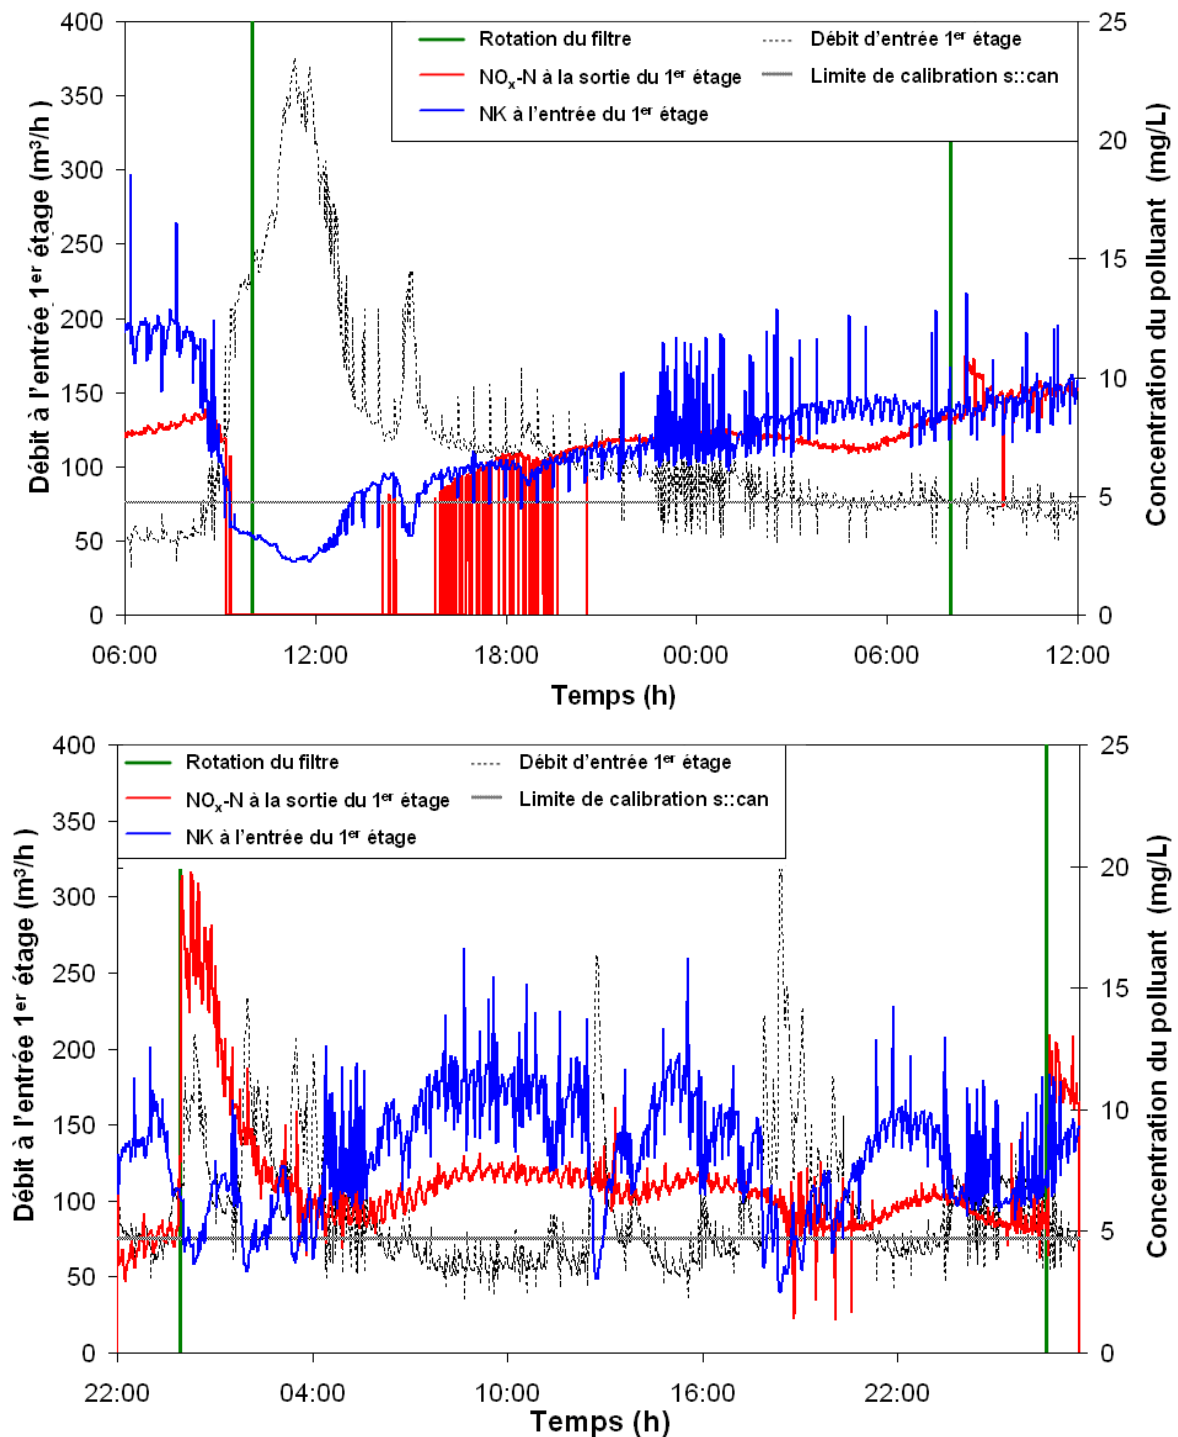 400
350
300
250
200
150
100
50
0
Débit à l'entrée 1er étage (m³/h)
25
20
15
10
5
0
Concentration du polluant (mg/L)
Rotation du filtre
Débit d'entrée 1er étage
NOx-N à la sortie du 1er étage
Limite de calibration s::can
NK à l'entrée du 1er étage
06:00 12:00 18:00 00:00 06:00 12:00
Temps (h)
400
350
300
250
200
150
100
50
0
Débit à l'entrée 1er étage (m³/h )
25
20
15
10
5
0
Concentration du polluant (mg/L)
Rotation du filtre
Débit d'entrée 1er étage
NOx-N à la sortie du 1er étage
Limite de calibration s::can
NK à l'entrée du 1er étage
22:00 04:00 10:00 16:00 22:00
Temps (h)